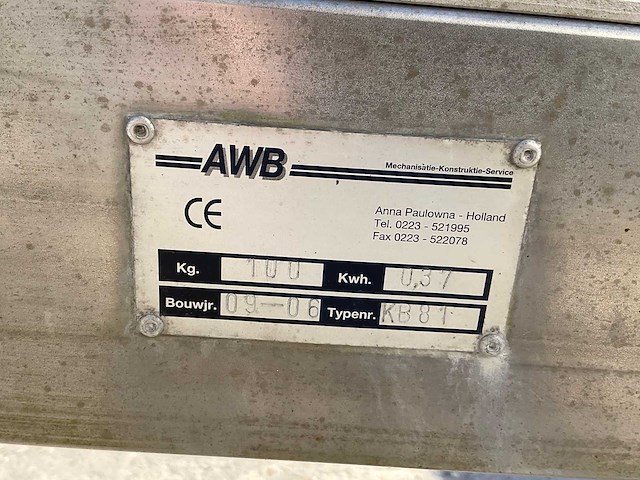 AWB
Mechanisàtie-Konstruktie-Service
CE
Anna Paulowna - Holland
Tel. 0223 - 521995
Fax 0223 - 522078
Kg. 100 Kwh. 0,37
Bouwjr. 09-06 Typenr. KB81